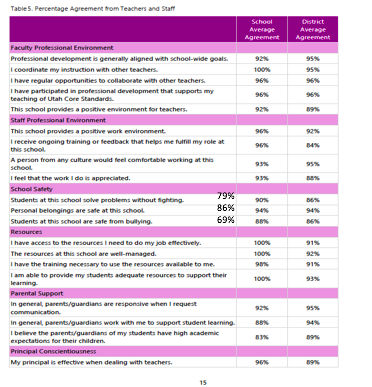 Table 5. Percentage Agreement from Teachers and Staff
School District
Average Average
Agreement Agreement
Faculty Professional Environment
Professional development is generally aligned with school-wide goals. 92% 95%
I coordinate my instruction with other teachers. 100% 95%
I have regular opportunities to collaborate with other teachers. 96% 96%
I have participated in professional development that supports my
teaching of Utah Core Standards. 96% 96%
This school provides a positive environment for teachers. 92% 89%
Staff Professional Environment
This school provides a positive work environment. 96% 92%
I receive ongoing training or feedback that helps me fulfill my role at
this school. 96% 84%
A person from any culture would feel comfortable working at this
school. 93% 95%
I feel that the work I do is appreciated. 93% 88%
School Safety
Students at this school solve problems without fighting. 79% 90% 86%
Personal belongings are safe at this school. 86% 94% 94%
Students at this school are safe from bullying. 69% 88% 86%
Resources
I have access to the resources I need to do my job effectively. 100% 91%
The resources at this school are well-managed. 100% 92%
I have the training necessary to use the resources available to me. 98% 91%
I am able to provide my students adequate resources to support their
learning. 100% 93%
Parental Support
In general, parents/guardians are responsive when I request
communication. 92% 95%
In general, parents/guardians work with me to support student learning. 88% 94%
I believe the parents/guardians of my students have high academic
expectations for their children. 83% 89%
Principal Conscientiousness
My principal is effective when dealing with teachers. 96% 89%
15